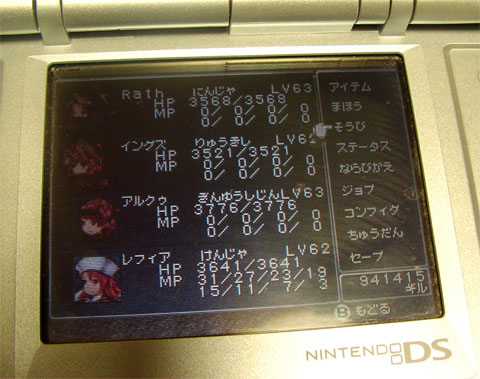 Rath にんじゃ LV63
HP 3568/3568
MP 0/ 0/ 0/ 0
0/ 0/ 0/ 0
イングズ りゅうきし LV62
HP 3521/3521
MP 0/ 0/ 0/ 0
0/ 0/ 0/ 0
アルクゥ ぎんゆうしじん LV63
HP 3776/3776
MP 0/ 0/ 0/ 0
0/ 0/ 0/ 0
レフィア けんじゃ LV62
HP 3641/3641
MP 31/21/23/19
15/11/ 7/ 3
アイテム
まほう
そうび
ステータス
ならびかえ
ジョブ
コンフィグ
ちゅうだん
セーブ
941415
ギル
B もどる
NINTENDO DS